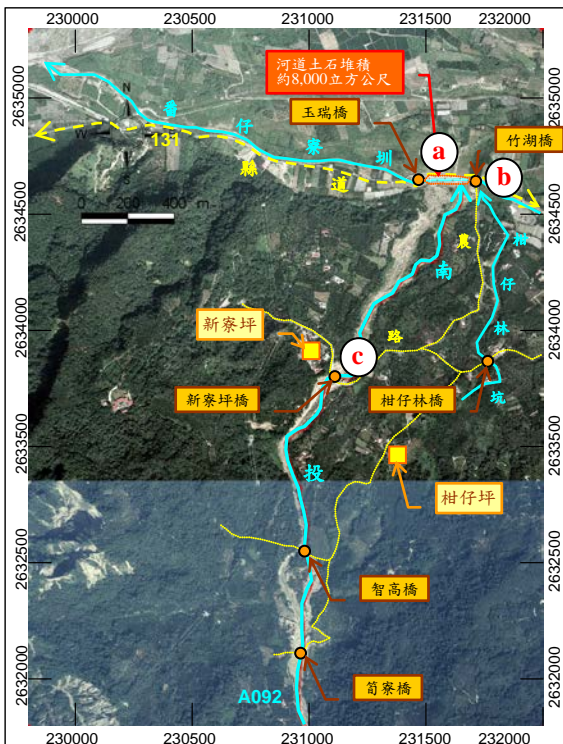 230000
230500
231000
231500
232000
河道土石堆積
約8,000立方公尺
玉瑞橋
竹湖橋
a
b
番仔寮圳
N
W
S
131
縣道
0 200 400 m
南投
農路
柑仔林坑
新寮坪
c
新寮坪橋
柑仔林橋
柑仔坪
智高橋
筍寮橋
A092
2635000
2634500
2634000
2633500
2632500
2632000
2635000
2634500
2634000
2633500
2632500
2632000
230000
230500
231000
231500
232000